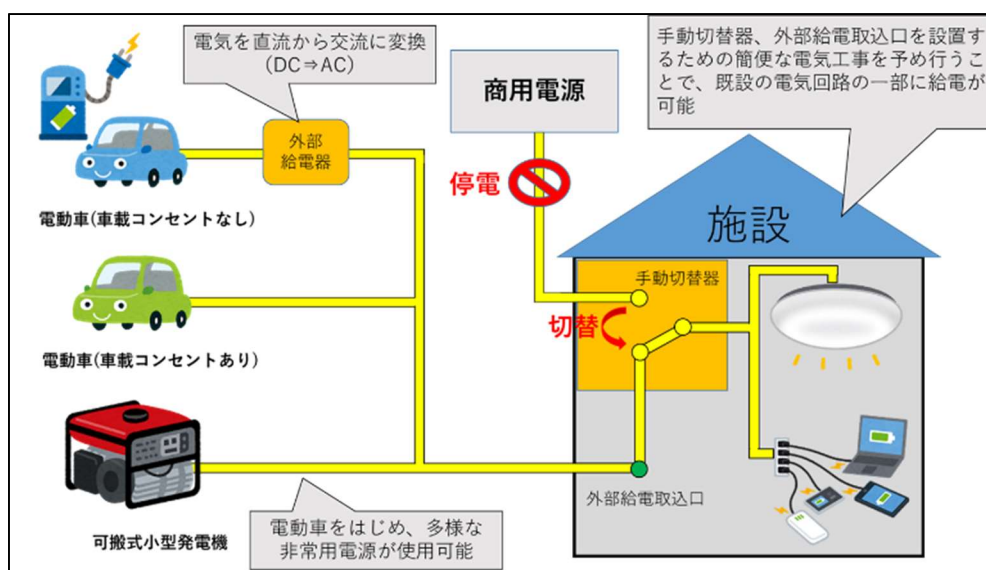 電気を直流から交流に変換
(DC⇒AC)
商用電源
手動切替器、外部給電取込口を設置す
るための簡便な電気工事を予め行うこ
とで、既設の電気回路の一部に給電が
可能
外部
給電器
停電
電動車(車載コンセントなし)
施設
手動切替器
切替
電動車(車載コンセントあり)
外部給電取込口
可搬式小型発電機
電動車をはじめ、多様な
非常用電源が使用可能